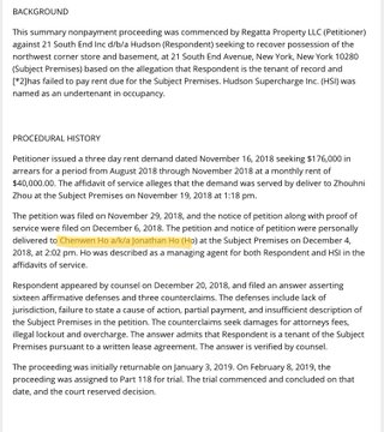 BACKGROUND
This summary nonpayment proceeding was commenced by Regatta Property LLC (Petitioner)
against 21 South End Inc d/b/a Hudson (Respondent) seeking to recover possession of the
northwest corner store and basement, at 21 South End Avenue, New York, New York 10280
(Subject Premises) based on the allegation that Respondent is the tenant of record and
[*2]has failed to pay rent due for the Subject Premises. Hudson Supercharge Inc. (HSI) was
named as an undertenant in occupancy.
PROCEDURAL HISTORY
Petitioner issued a three day rent demand dated November 16, 2018 seeking $176,000 in
arrears for a period from August 2018 through November 2018 at a monthly rent of
$40,000.00. The affidavit of service alleges that the demand was served by deliver to Zhouhni
Zhou at the Subject Premises on November 19, 2018 at 1:18 pm.
The petition was filed on November 29, 2018, and the notice of petition along with proof of
service were filed on December 6, 2018. The petition and notice of petition were personally
delivered to Chenwen Ho a/k/a Jonathan Ho (Ho) at the Subject Premises on December 4,
2018, at 2:02 pm. Ho was described as a managing agent for both Respondent and HSI in the
affidavits of service.
Respondent appeared by counsel on December 20, 2018, and filed an answer asserting
sixteen affirmative defenses and three counterclaims. The defenses include lack of
jurisdiction, failure to state a cause of action, partial payment, and insufficient description of
the Subject Premises in the petition. The counterclaims seek damages for attorneys fees,
illegal lockout and overcharge. The answer admits that Respondent is a tenant of the Subject
Premises pursuant to a written lease agreement. The answer is verified by counsel.
The proceeding was initially returnable on January 3, 2019. On February 8, 2019, the
proceeding was assigned to Part 118 for trial. The trial commenced and concluded on that
date, and the court reserved decision.